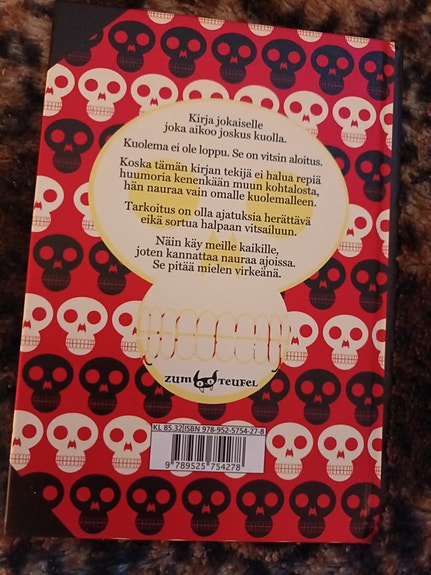 Kirja jokaiselle
joka aikoo joskus kuolla.
Kuolema ei ole loppu. Se on vitsin aloitus.
Koska tämän kirjan tekijä ei halua repiä
huumoria kenenkään muun kohtalosta,
hän nauraa vain omalle kuolemalleen.
Tarkoitus on olla ajatuksia herättävä
eikä sortua halpaan vitsailuun.
Näin käy meille kaikille,
joten kannattaa nauraa ajoissa.
Se pitää mielen virkeänä.
ZUM TEUFEL
KL 85.32 ISBN 978-952-5754-27-8
9 789525 754278